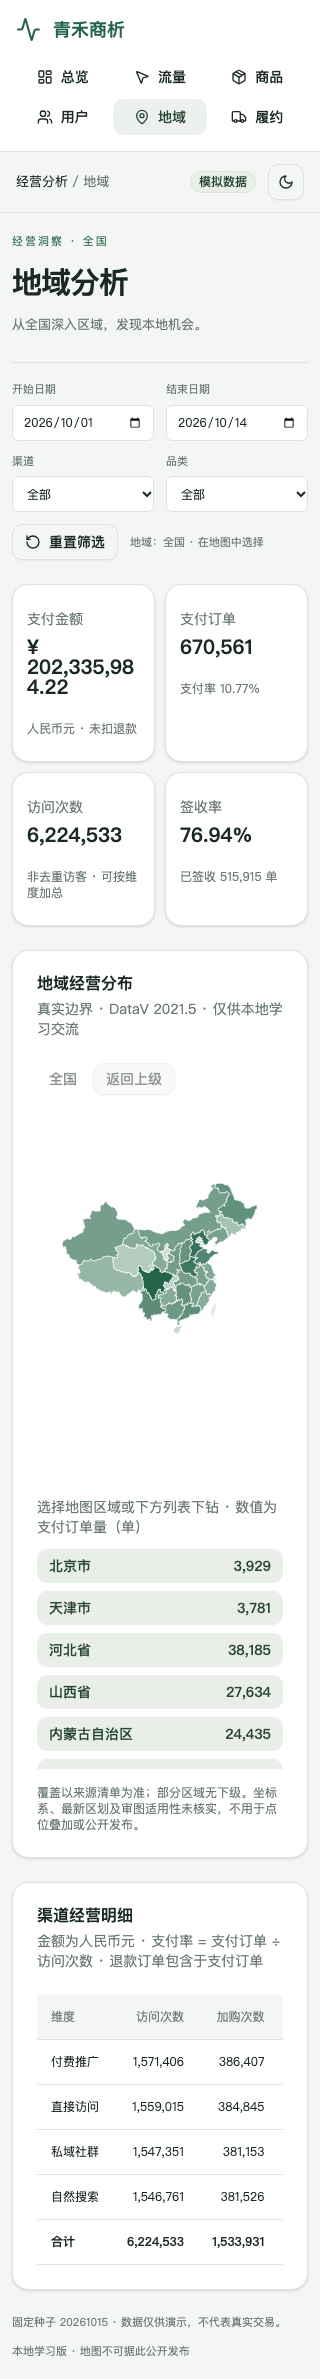 青禾商析
总览 流量 商品
用户 地域 履约
经营分析 / 地域 模拟数据
经营洞察 · 全国
地域分析
从全国深入区域，发现本地机会。
开始日期 结束日期
2026/10/01 2026/10/14
渠道 品类
全部 全部
重置筛选 地域：全国 · 在地图中选择
支付金额 支付订单
¥ 670,561
202,335,98
4.22
支付率 10.77%
人民币元 · 未扣退款
访问次数 签收率
6,224,533 76.94%
非去重访客 · 可按维 已签收 515,915 单
度加总
地域经营分布
真实边界 · DataV 2021.5 · 仅供本地学
习交流
全国 返回上级
选择地图区域或下方列表下钻 · 数值为
支付订单量（单）
北京市 3,929
天津市 3,781
河北省 38,185
山西省 27,634
内蒙古自治区 24,435
覆盖以来源清单为准；部分区域无下级。坐标
系、最新区划及审图适用性未核实，不用于点
位叠加或公开发布。
渠道经营明细
金额为人民币元 · 支付率 = 支付订单 ÷
访问次数 · 退款订单包含于支付订单
维度 访问次数 加购次数
付费推广 1,571,406 386,407
直接访问 1,559,015 384,845
私域社群 1,547,351 381,153
自然搜索 1,546,761 381,526
合计 6,224,533 1,533,931
固定种子 20261015 · 数据仅供演示，不代表真实交易。
本地学习版 · 地图不可据此公开发布